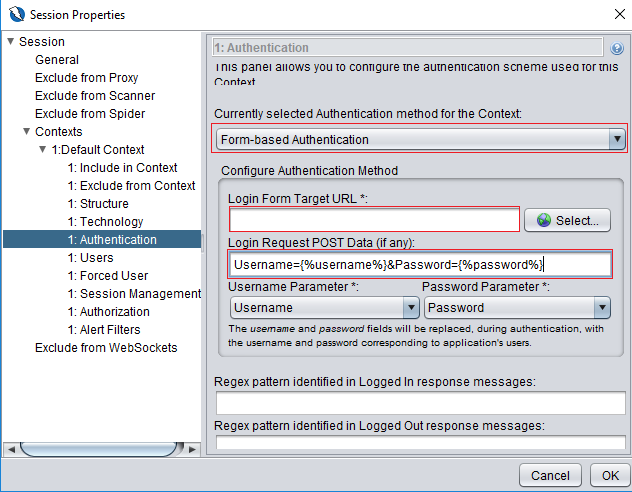 Session Properties
Session
General
Exclude from Proxy
Exclude from Scanner
Exclude from Spider
Contexts
1:Default Context
1: Include in Context
1: Exclude from Context
1: Structure
1: Technology
1: Authentication
1: Users
1: Forced User
1: Session Management
1: Authorization
1: Alert Filters
Exclude from WebSockets
1: Authentication
This panel allows you to configure the authentication scheme used for this
Context.
Currently selected Authentication method for the Context:
Form-based Authentication
Configure Authentication Method
Login Form Target URL *:
Select...
Login Request POST Data (if any):
Username={%username%}&Password={%password%}
Username Parameter *: Password Parameter *:
Username Password
The username and password fields will be replaced, during authentication, with
the username and password corresponding to application's users.
Regex pattern identified in Logged In response messages:
Regex pattern identified in Logged Out response messages:
Cancel OK